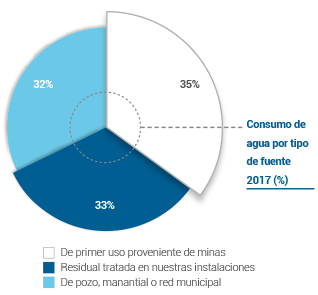 32%
35%
33%
Consumo de
agua por tipo
de fuente
2017 (%)
De primer uso proveniente de minas
Residual tratada en nuestras instalaciones
De pozo, manantial o red municipal